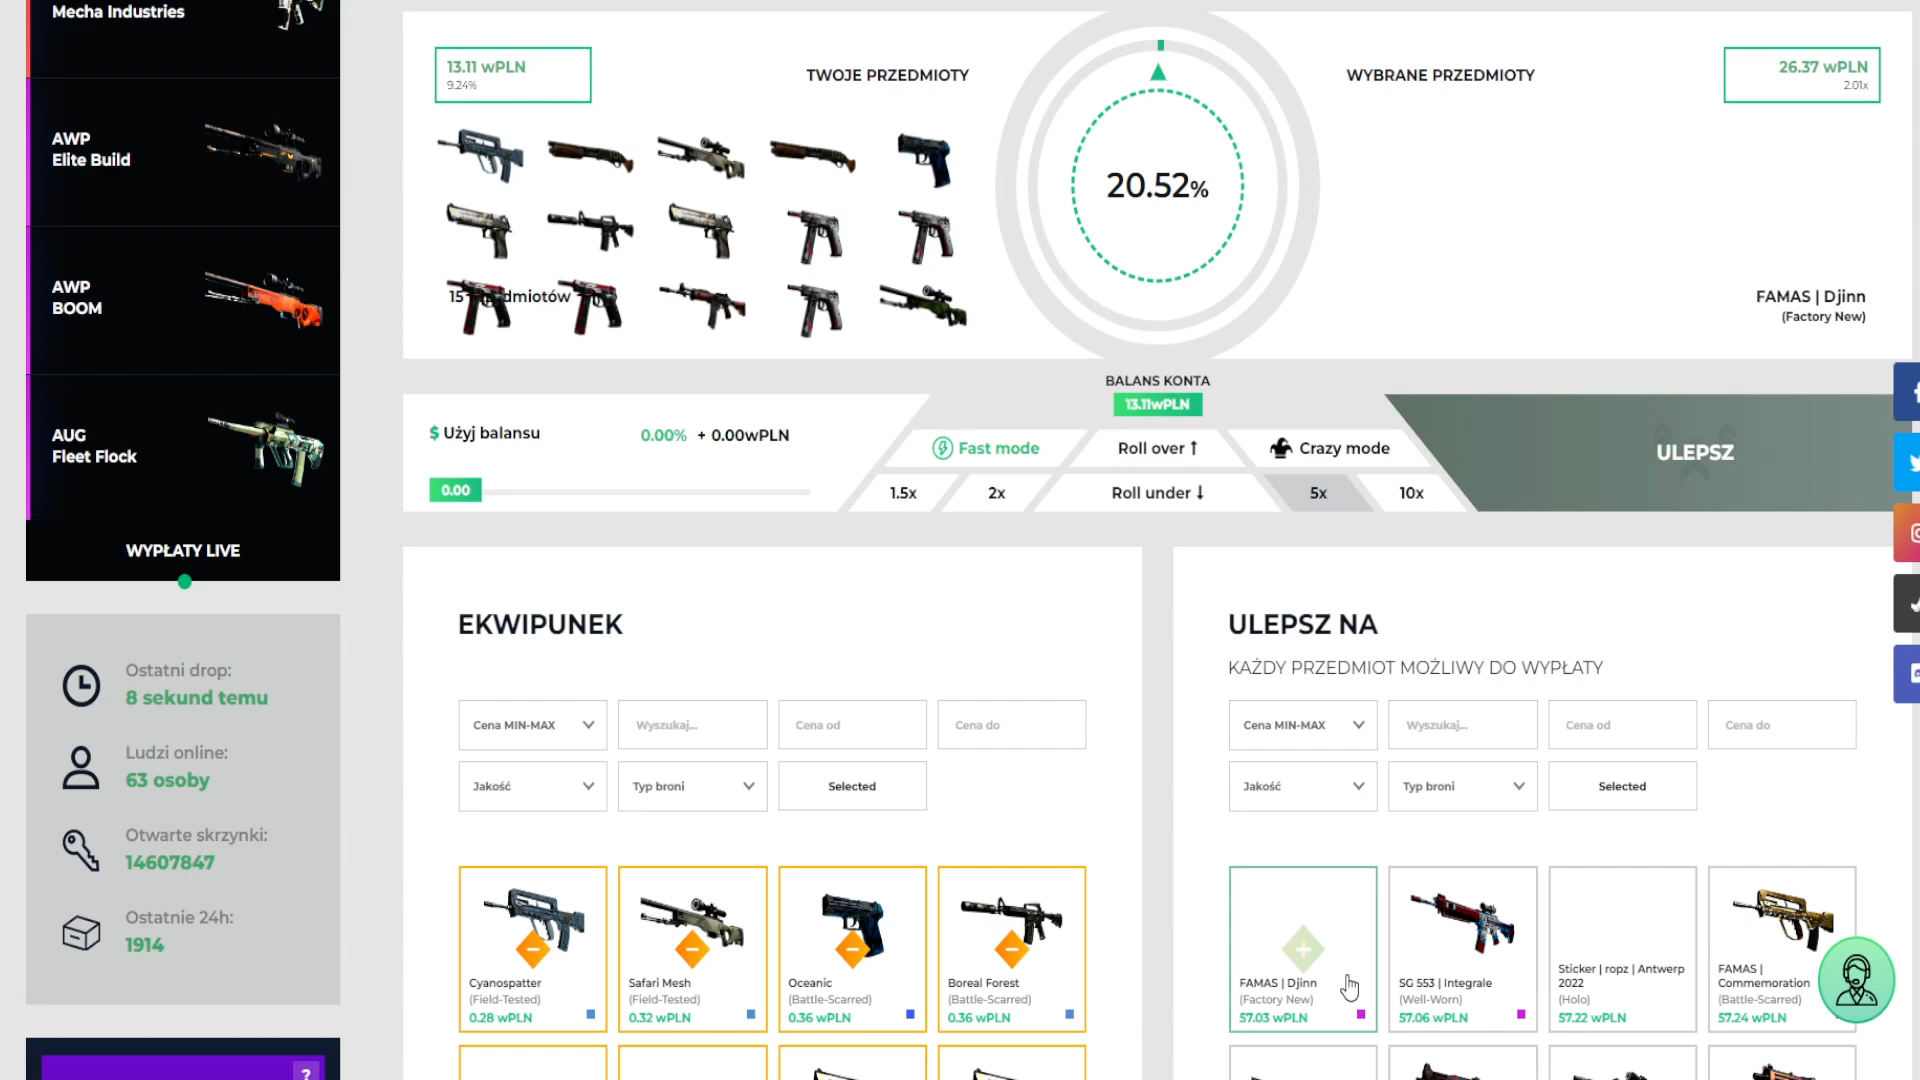 Mecha Industries
AWP
Elite Build
AWP
BOOM
AUG
Fleet Flock
WYPŁATY LIVE
Ostatni drop:
8 sekund temu
Ludzi online:
63 osoby
Otwarte skrzynki:
14607847
Ostatnie 24h:
1914
?
13.11 wPLN
9.24%
TWOJE PRZEDMIOTY
20.52%
WYBRANE PRZEDMIOTY
26.37 wPLN
2.01x
FAMAS | Djinn
(Factory New)
BALANS KONTA
13.11wPLN
$ Użyj balansu
0.00% + 0.00wPLN
0.00
Fast mode
Roll over ↑
Crazy mode
1.5x
2x
Roll under ↓
5x
10x
ULEPSZ
EKWIPUNEK
Cena MIN-MAX
Wyszukaj...
Cena od
Cena do
Jakość
Typ broni
Selected
Cyanospatter
(Field-Tested)
0.28 wPLN
Safari Mesh
(Field-Tested)
0.32 wPLN
Oceanic
(Battle-Scarred)
0.36 wPLN
Boreal Forest
(Battle-Scarred)
0.36 wPLN
ULEPSZ NA
KAŻDY PRZEDMIOT MOŻLIWY DO WYPŁATY
Cena MIN-MAX
Wyszukaj...
Cena od
Cena do
Jakość
Typ broni
Selected
FAMAS | Djinn
(Factory New)
57.03 wPLN
SG 553 | Integrale
(Well-Worn)
57.06 wPLN
Sticker | ropz | Antwerp
2022
(Holo)
57.22 wPLN
FAMAS |
Commemoration
(Battle-Scarred)
57.24 wPLN